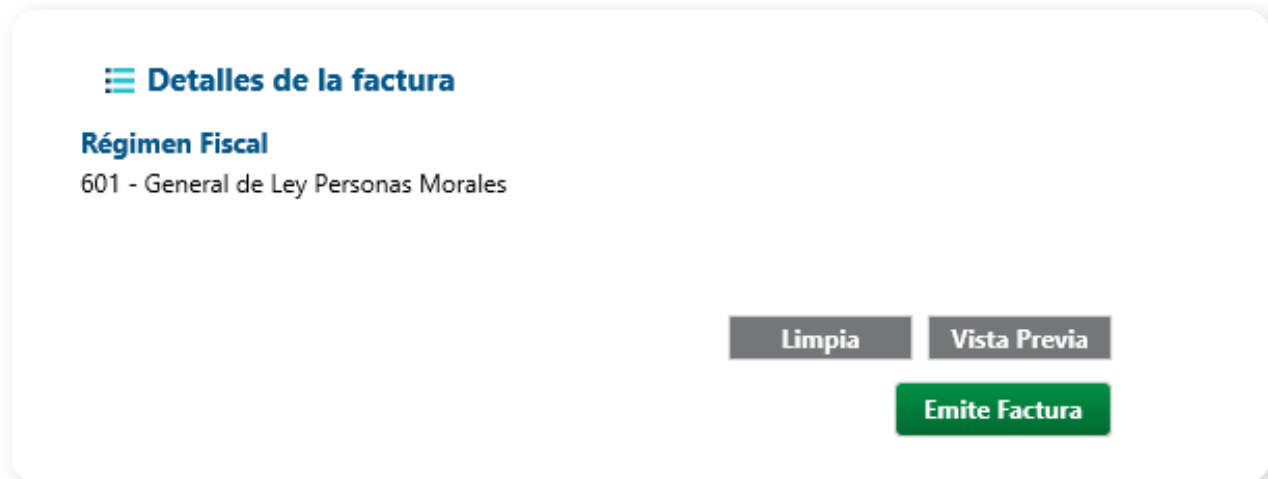 Detalles de la factura
Régimen Fiscal
601 - General de Ley Personas Morales
Limpia Vista Previa
Emite Factura